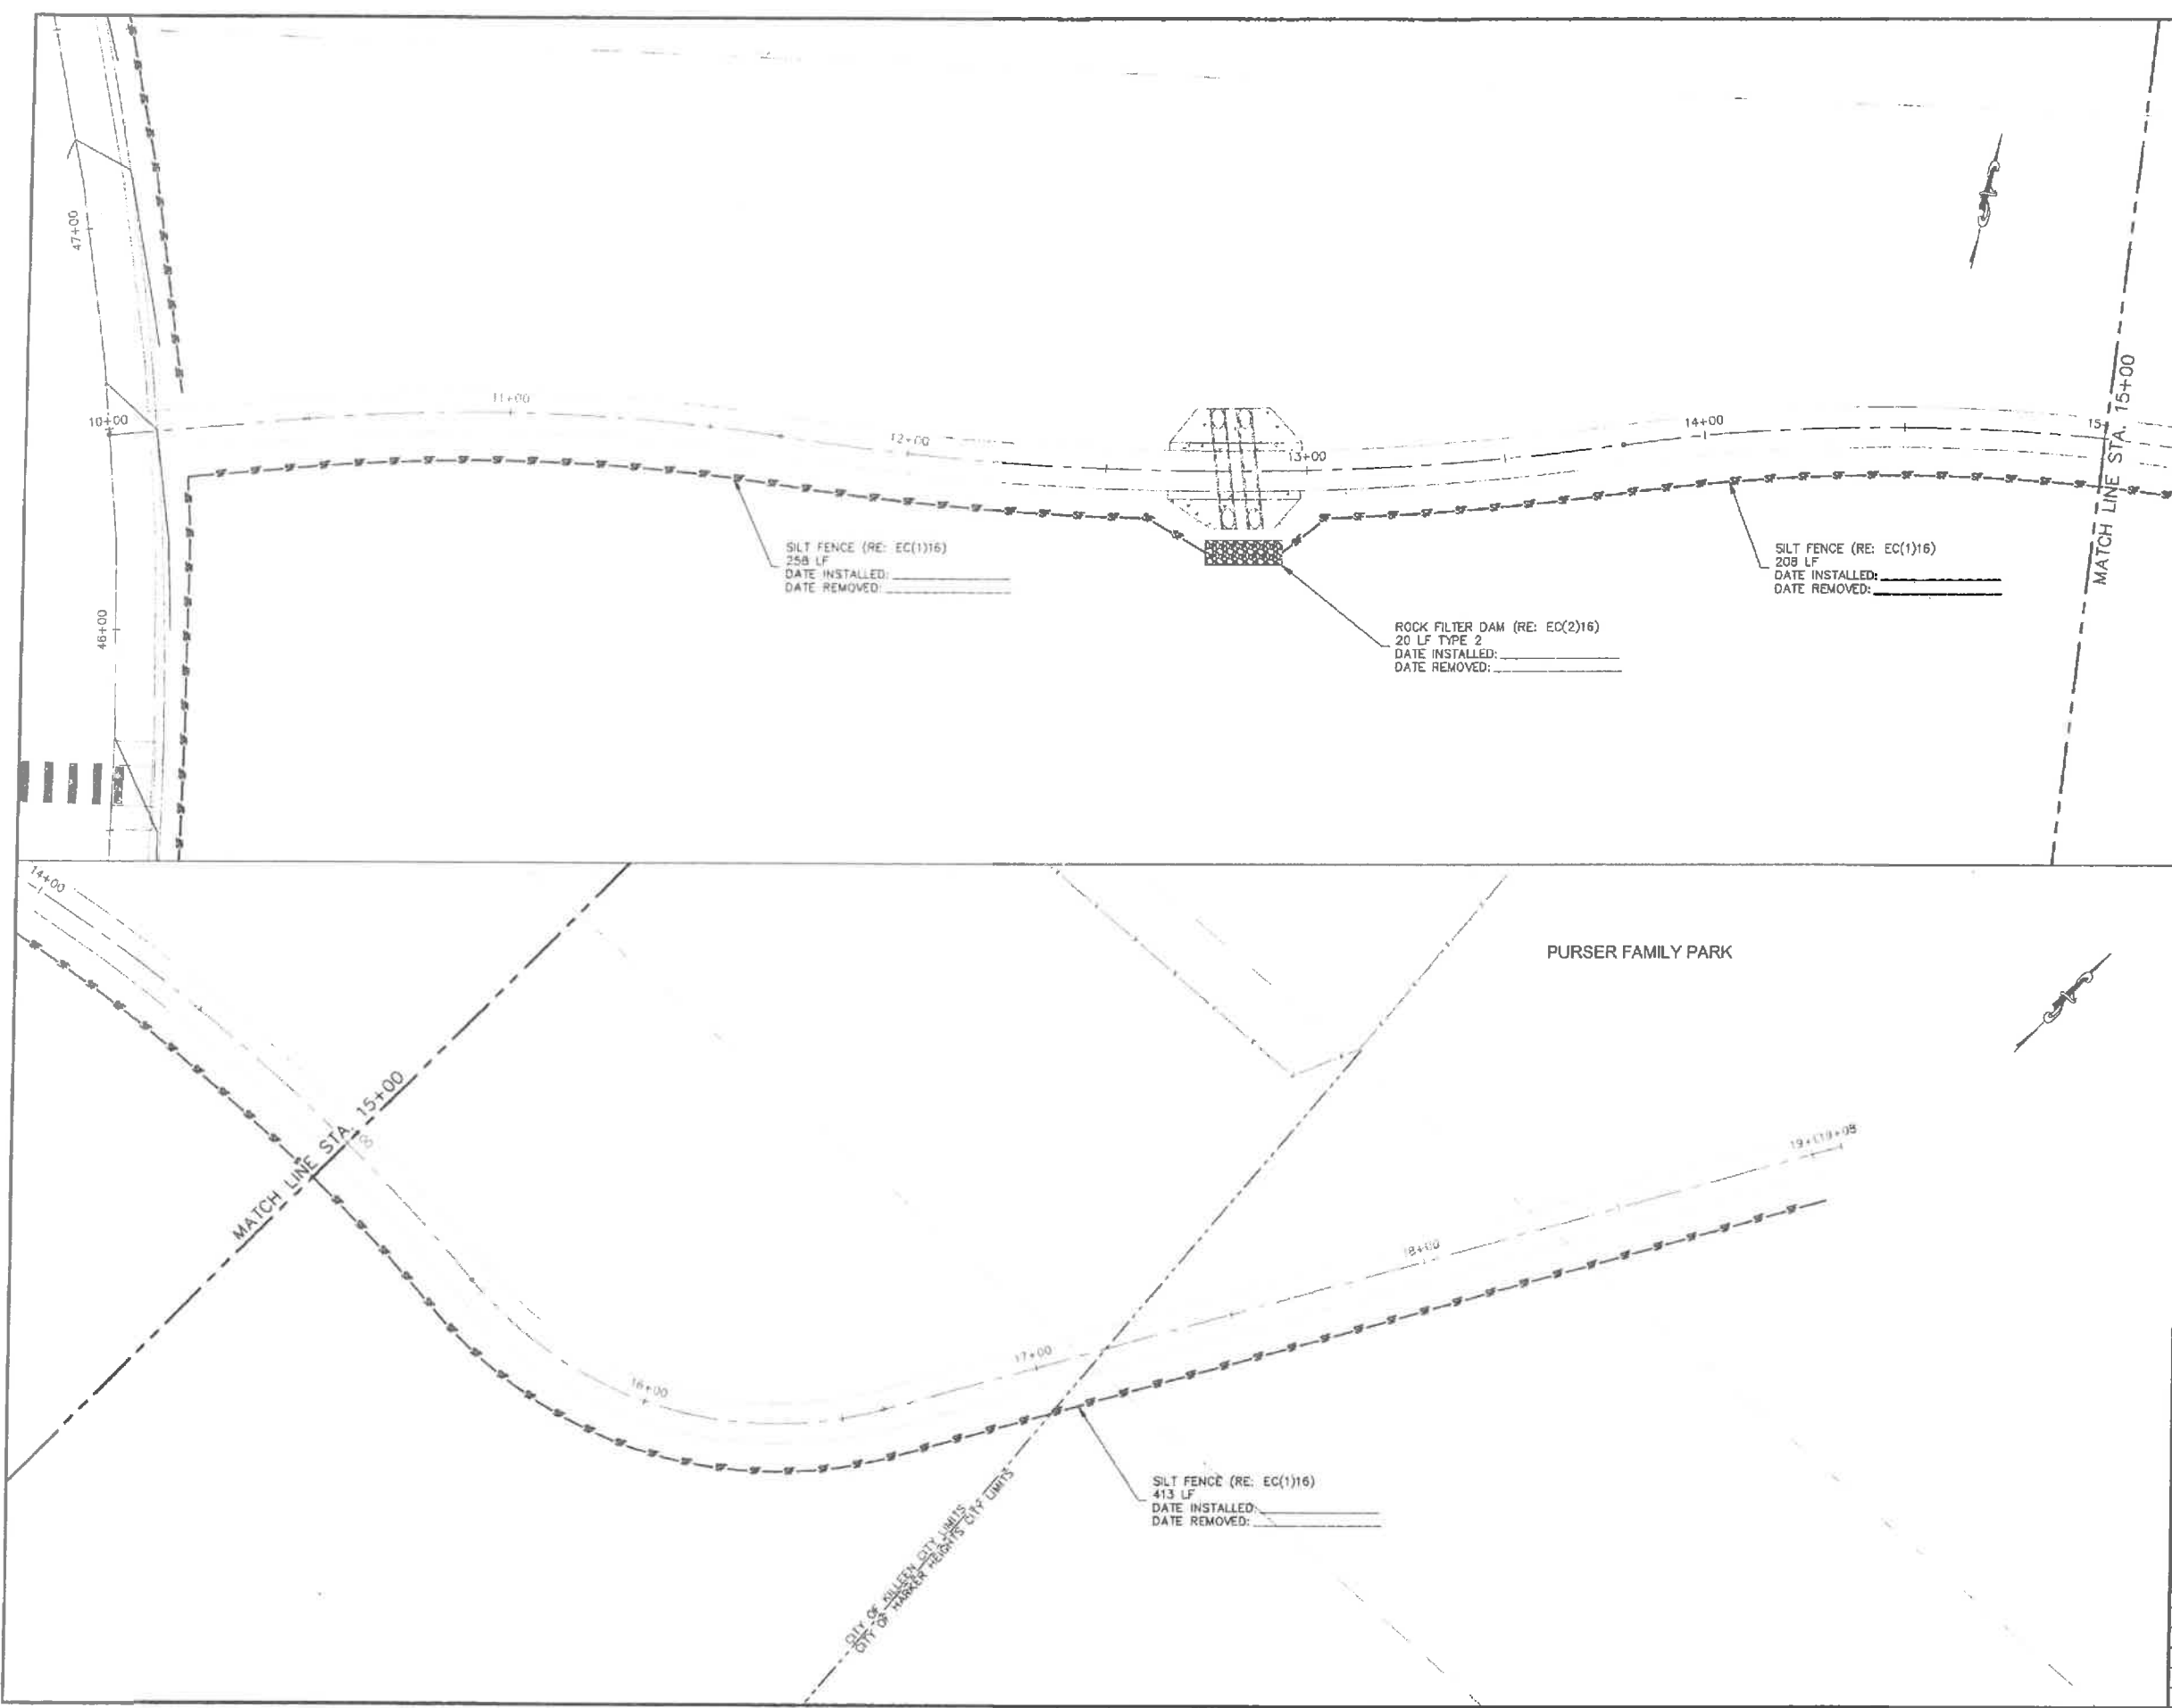 47+00
10+00
11+00
12+00
13+00
14+00
MATCH LINE STA. 15+00
46+00
SILT FENCE (RE: EC(1)16)
258 LF
DATE INSTALLED:
DATE REMOVED:
SILT FENCE (RE: EC(1)16)
208 LF
DATE INSTALLED:
DATE REMOVED:
ROCK FILTER DAM (RE: EC(2)16)
20 LF TYPE 2
DATE INSTALLED:
DATE REMOVED:
14+00
PURSER FAMILY PARK
MATCH LINE STA. 15+00
16+00
17+00
18+00
19+08
SILT FENCE (RE: EC(1)16)
413 LF
DATE INSTALLED:
DATE REMOVED:
CITY OF KILLEEN CITY LIMITS
CITY OF HARKER HEIGHTS CITY LIMITS